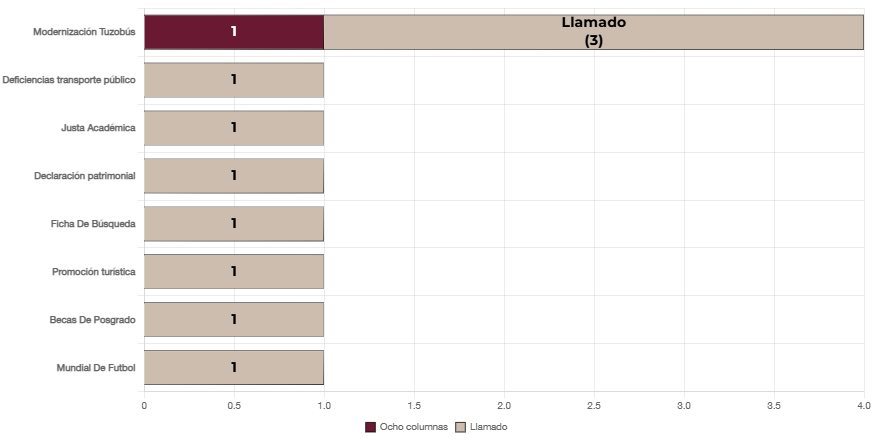 Modernización Tuzobús
1
Llamado
(3)
Deficiencias transporte público
1
Justa Académica
1
Declaración patrimonial
1
Ficha De Búsqueda
1
Promoción turística
1
Becas De Posgrado
1
Mundial De Futbol
1
0 0.5 1.0 1.5 2.0 2.5 3.0 3.5 4.0
Ocho columnas Llamado